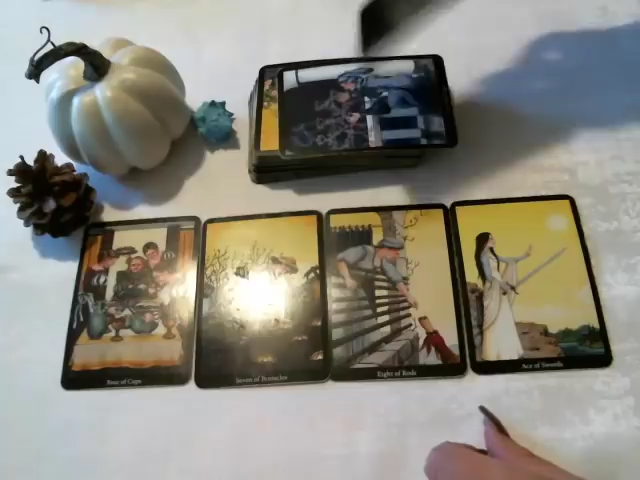 Four of Cups
Seven of Pentacles
Eight of Rods
Ace of Swords